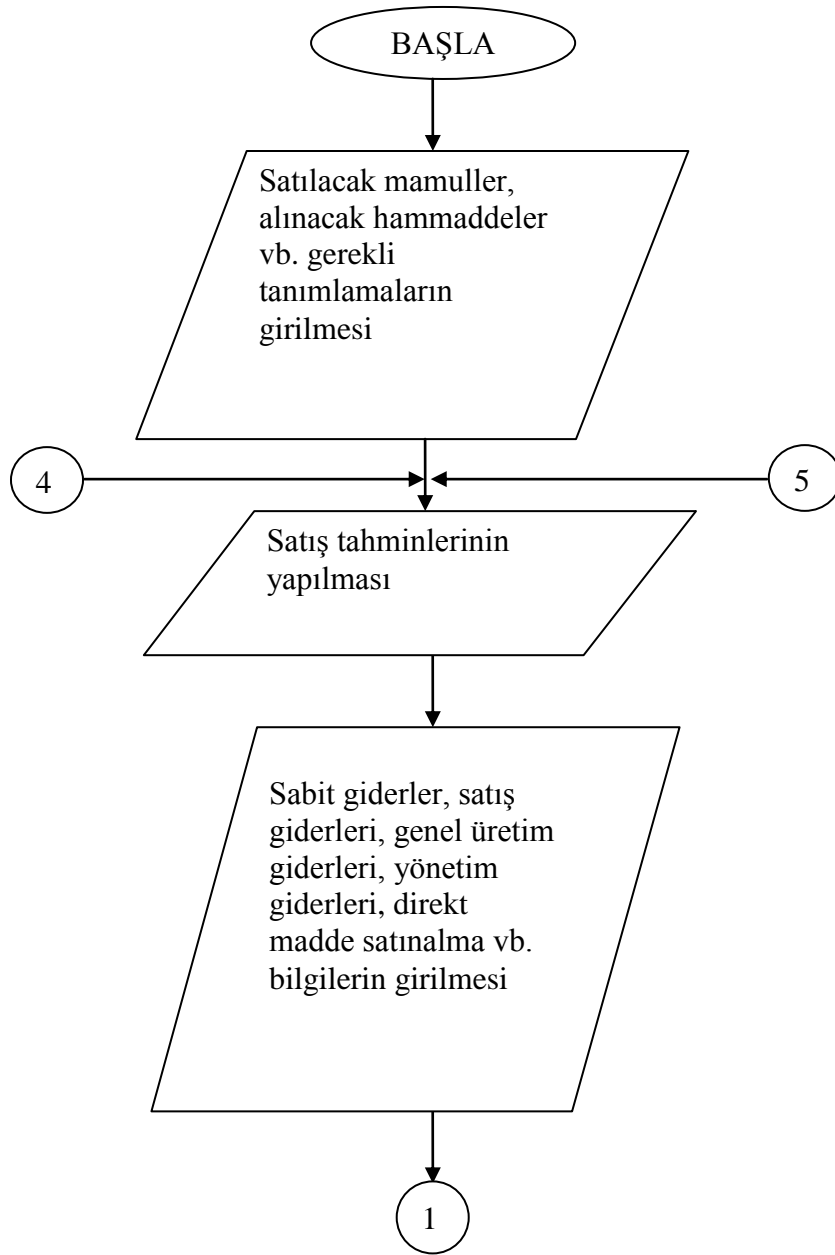 BAŞLA
Satılacak mamuller,
alınacak hammaddeler
vb. gerekli
tanımlamaların
girilmesi
4
5
Satış tahminlerinin
yapılması
Sabit giderler, satış
giderleri, genel üretim
giderleri, yönetim
giderleri, direkt
madde satınalma vb.
bilgilerin girilmesi
1